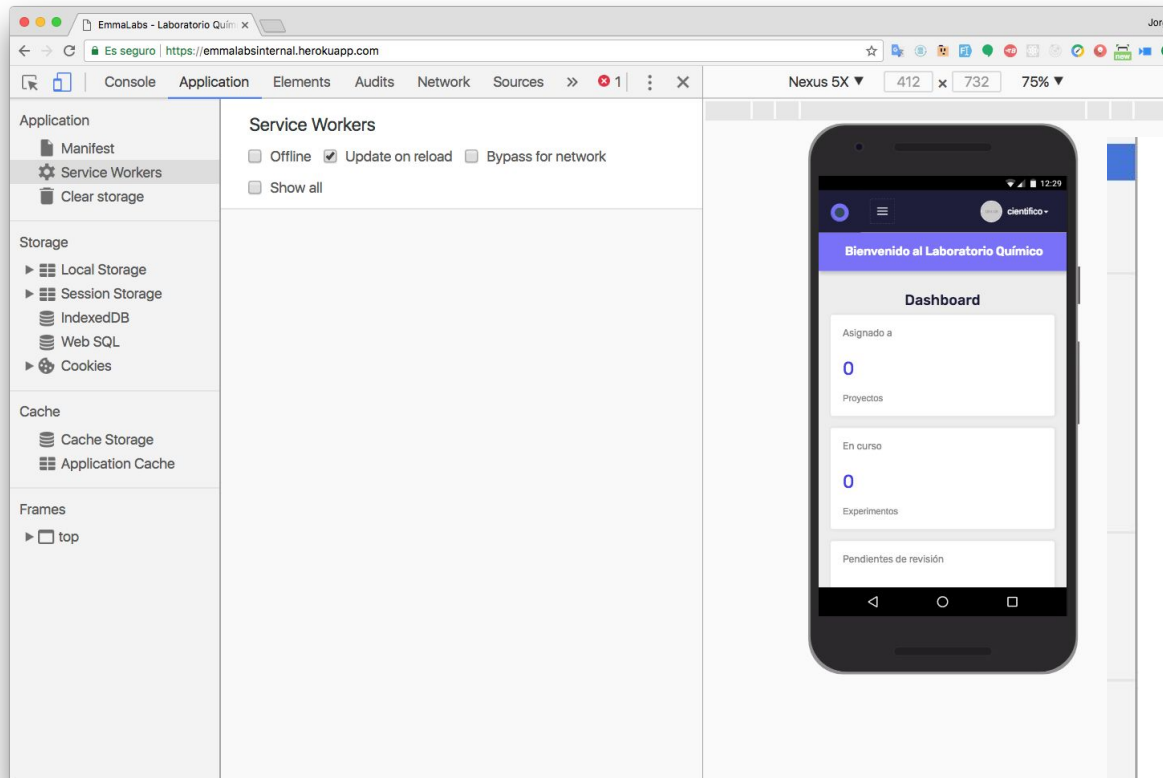 EmmaLabs - Laboratorio Quím
Jor
Es seguro https://emmalabsinternal.herokuapp.com
new
Console Application Elements Audits Network Sources » 1
Nexus 5X ▼ 412 x 732 75% ▼
Application
Manifest
Service Workers
Clear storage
Storage
Local Storage
Session Storage
IndexedDB
Web SQL
Cookies
Cache
Cache Storage
Application Cache
Frames
top
Service Workers
Offline Update on reload Bypass for network
Show all
12:29
cientifico
Bienvenido al Laboratorio Químico
Dashboard
Asignado a
0
Proyectos
En curso
0
Experimentos
Pendientes de revisión